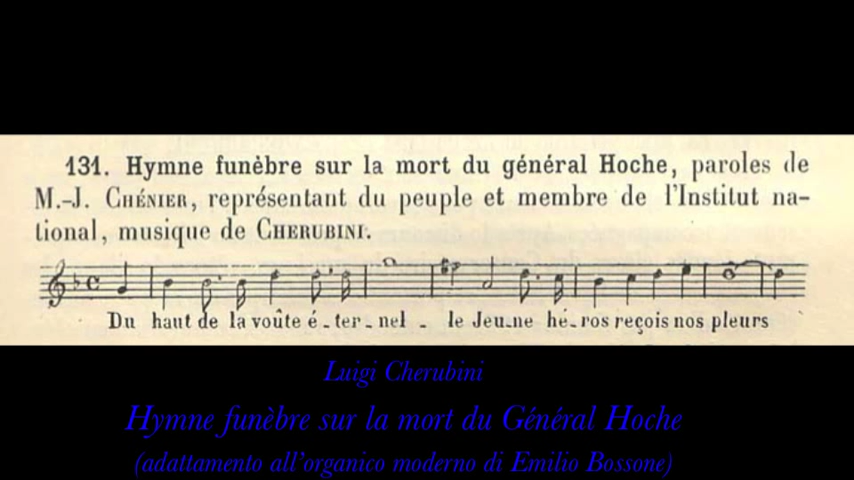 131. Hymne funèbre sur la mort du général Hoche, paroles de
M.-J. CHÉNIER, représentant du peuple et membre de l'Institut na-
tional, musique de CHERUBINI.
Du haut de la voûte é-ter-nel-le Jeu-ne hé-ros reçois nos pleurs
Luigi Cherubini
Hymne funèbre sur la mort du Général Hoche
(adattamento all'organico moderno di Emilio Bossone)